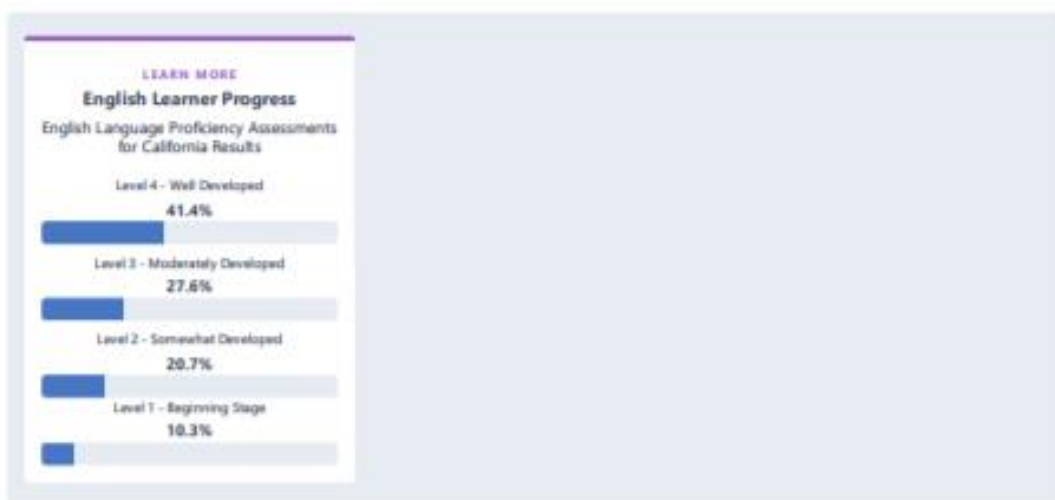 LEARN MORE
English Learner Progress
English Language Proficiency Assessments
for California Results
Level 4 - Well Developed
41.4%
Level 3 - Moderately Developed
27.6%
Level 2 - Somewhat Developed
20.7%
Level 1 - Beginning Stage
10.3%